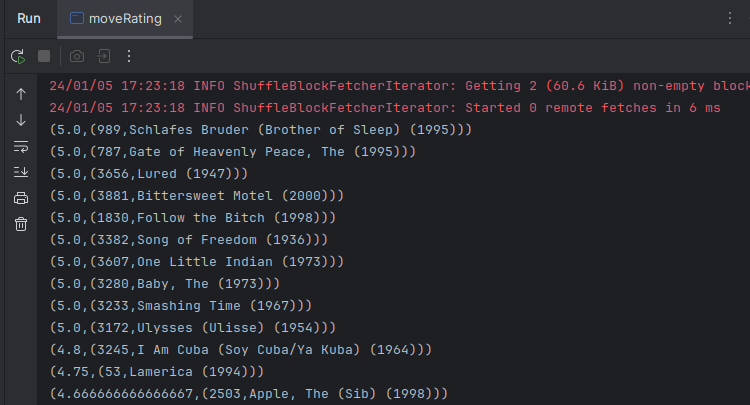 Run moveRating
24/01/05 17:23:18 INFO ShuffleBlockFetcherIterator: Getting 2 (60.6 KiB) non-empty block
24/01/05 17:23:18 INFO ShuffleBlockFetcherIterator: Started 0 remote fetches in 6 ms
(5.0,(989,Schlafes Bruder (Brother of Sleep) (1995)))
(5.0,(787,Gate of Heavenly Peace, The (1995)))
(5.0,(3656,Lured (1947)))
(5.0,(3881,Bittersweet Motel (2000)))
(5.0,(1830,Follow the Bitch (1998)))
(5.0,(3382,Song of Freedom (1936)))
(5.0,(3607,One Little Indian (1973)))
(5.0,(3280,Baby, The (1973)))
(5.0,(3233,Smashing Time (1967)))
(5.0,(3172,Ulysses (Ulisse) (1954)))
(4.8,(3245,I Am Cuba (Soy Cuba/Ya Kuba) (1964)))
(4.75,(53,Lamerica (1994)))
(4.666666666666667,(2503,Apple, The (Sib) (1998)))